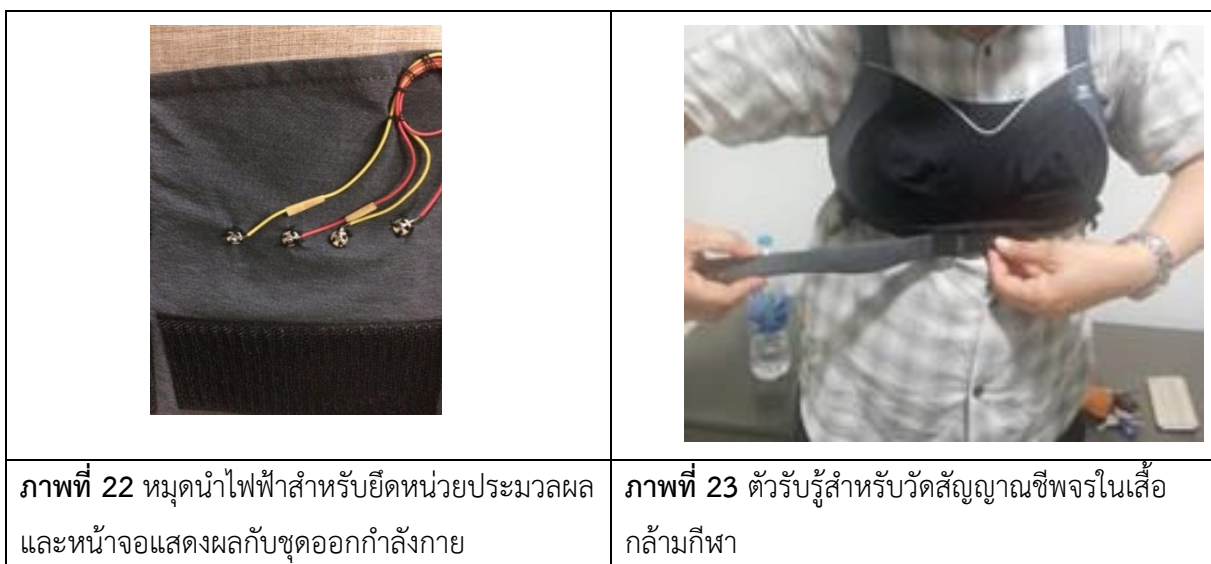 ภาพที่ 22 หมุดนำไฟฟ้าสำหรับยึดหน่วยประมวลผล
และหน้าจอแสดงผลกับชุดออกกำลังกาย
ภาพที่ 23 ตัวรับรู้สำหรับวัดสัญญาณชีพจรในเสื้อ
กล้ามกีฬา